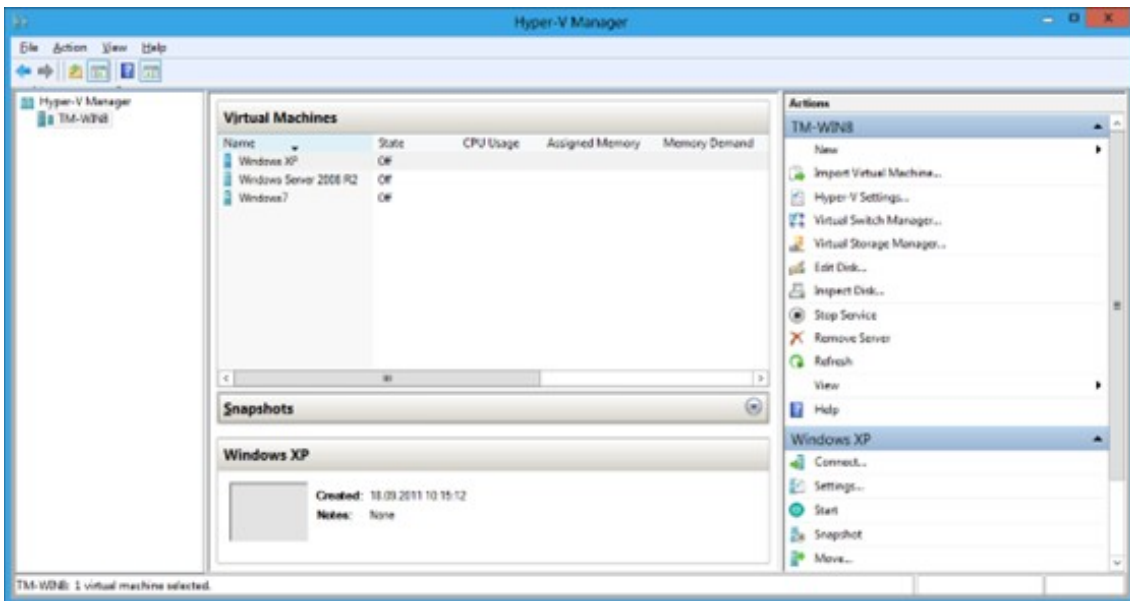 Hyper-V Manager
File Action View Help
Hyper-V Manager
TM-WIN8
Virtual Machines
Name State CPU Usage Assigned Memory Memory Demand
Windows XP Off
Windows Server 2008 R2 Off
Windows7 Off
Snapshots
Windows XP
Created: 18.09.2011 10:15:12
Notes: None
Actions
TM-WIN8
New
Import Virtual Machine...
Hyper-V Settings...
Virtual Switch Manager...
Virtual Storage Manager...
Edit Disk...
Inspect Disk...
Stop Service
Remove Server
Refresh
View
Help
Windows XP
Connect...
Settings...
Start
Snapshot
Move...
TM-WIN8: 1 virtual machine selected.